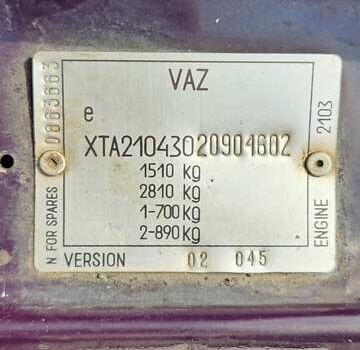 VAZ
e
XTA21043020904602
1510 kg
2810 kg
1-700 kg
2-890 kg
VERSION 02 045
N FOR SPARES 0863663
ENGINE 2103